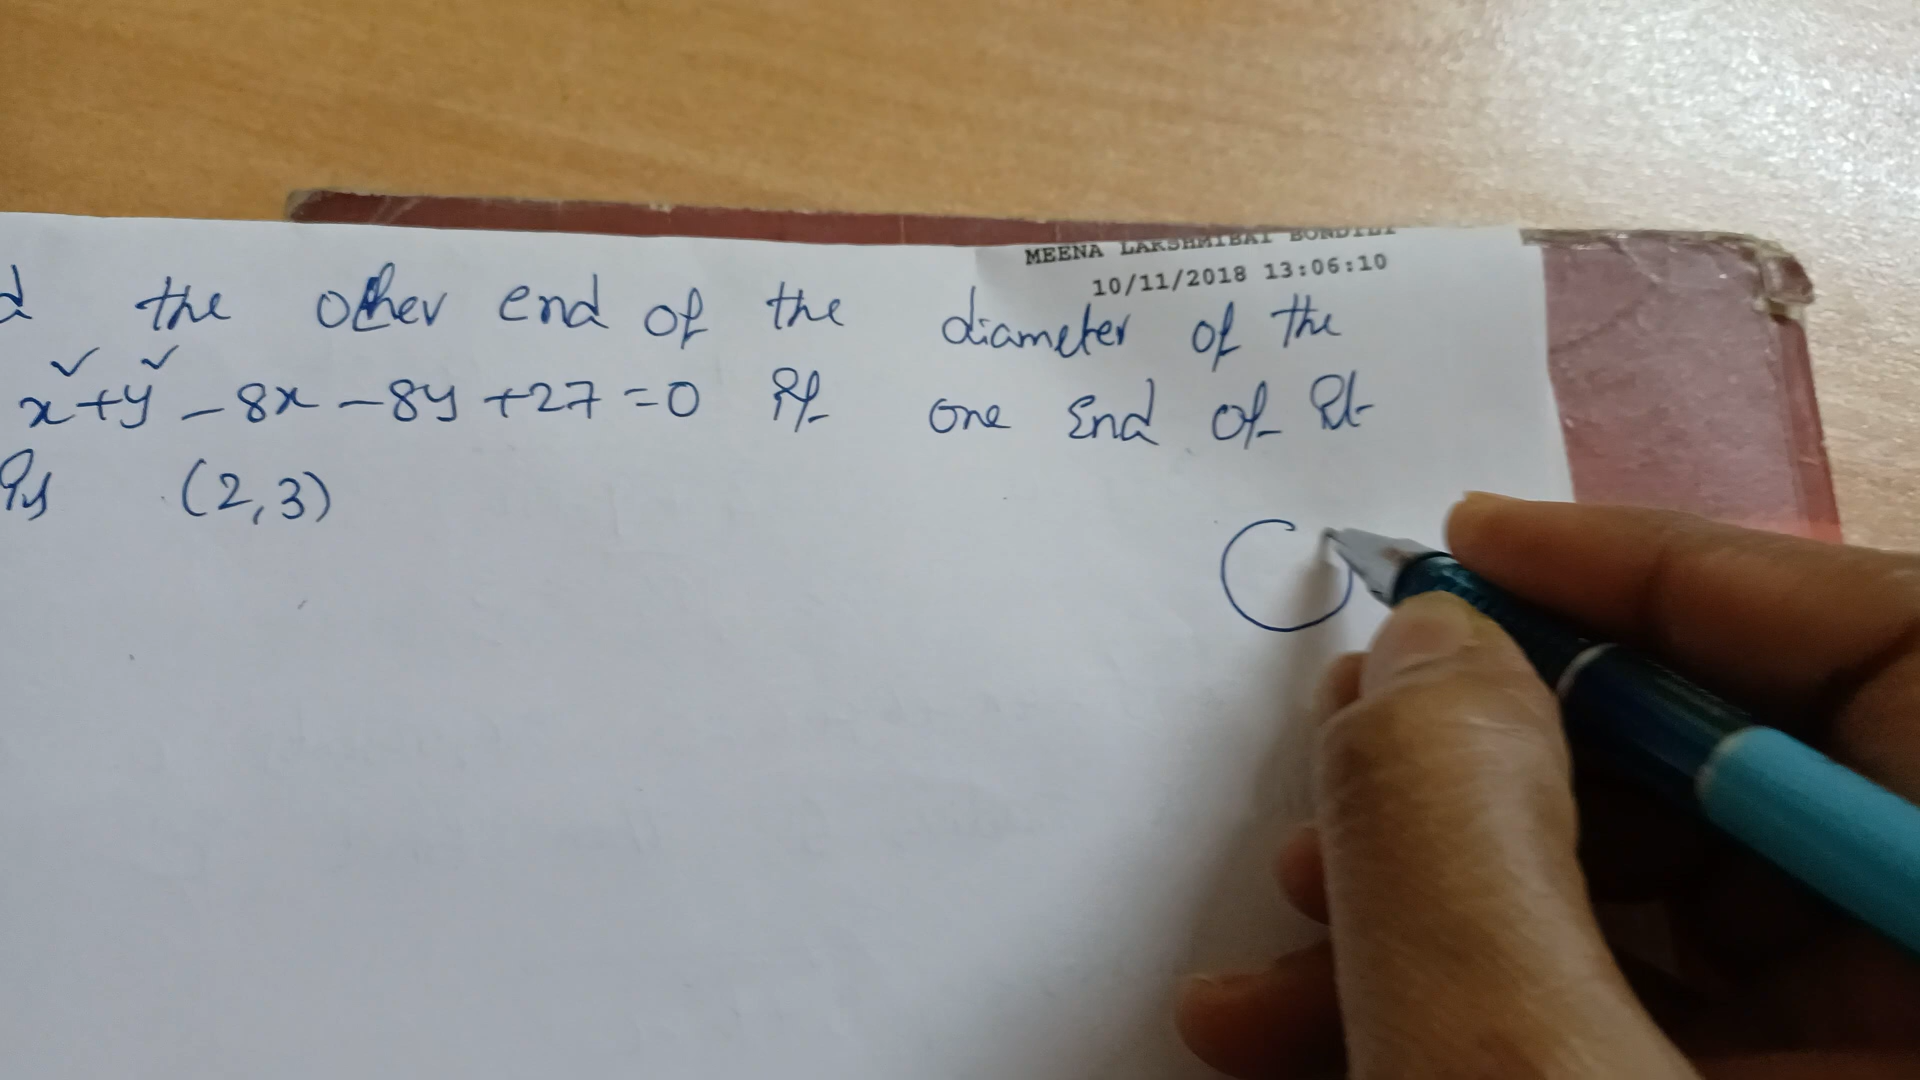 MEENA LAKSHMIBAI BONDILI
10/11/2018 13:06:10
d the other end of the diameter of the
x²+y² - 8x - 8y + 27 = 0 If one End of It
Is (2,3)